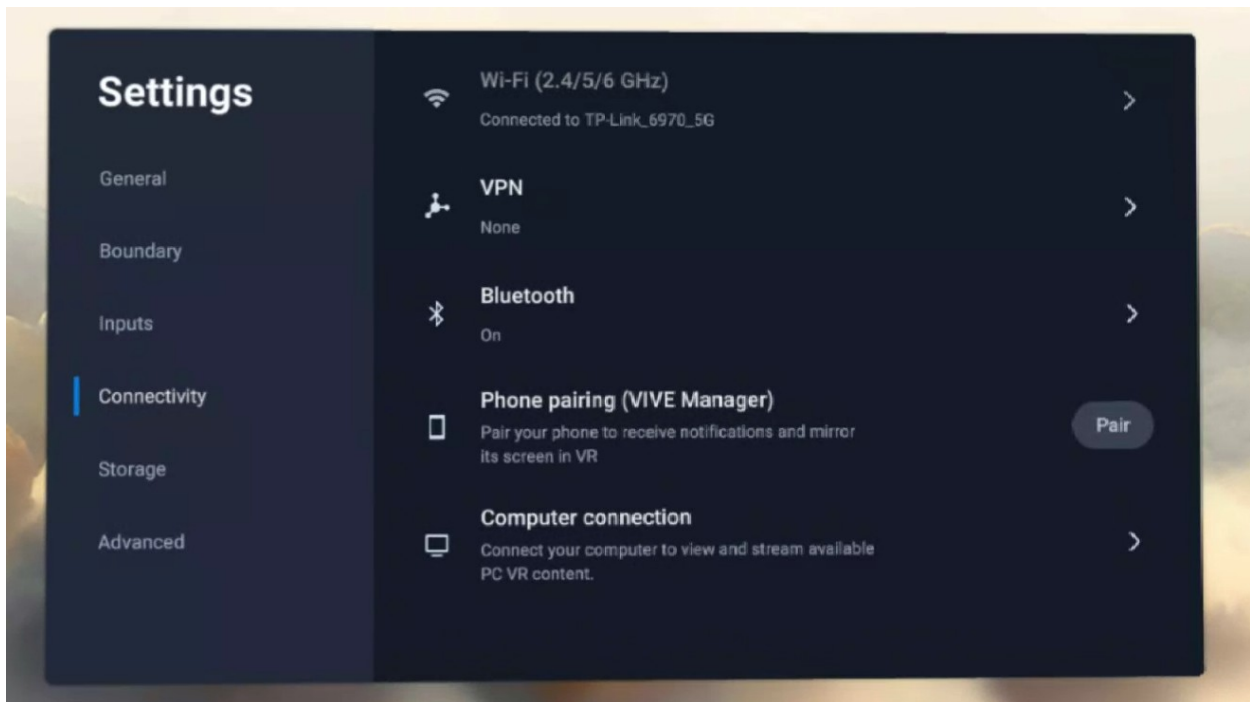 Settings
General
Boundary
Inputs
Connectivity
Storage
Advanced
Wi-Fi (2.4/5/6 GHz)
Connected to TP-Link_6970_5G
VPN
None
Bluetooth
On
Phone pairing (VIVE Manager)
Pair your phone to receive notifications and mirror
its screen in VR
Pair
Computer connection
Connect your computer to view and stream available
PC VR content.